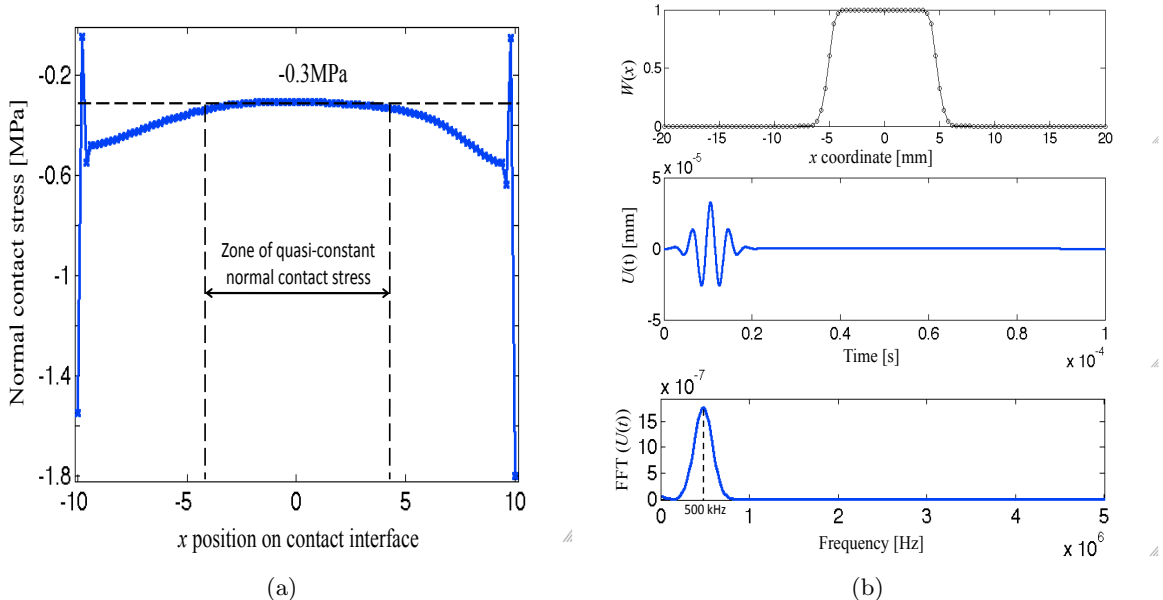 -0.3MPa
-0.2
-0.6
-1
-1.4
-1.8
Normal contact stress [MPa]
Zone of quasi-constant
normal contact stress
-10 -5 0 5 10
x position on contact interface
(a)
1
0.5
0
W(x)
-20 -15 -10 -5 0 5 10 15 20
x coordinate [mm]
x 10⁻⁵
5
0
-5
U(t) [mm]
0 0.2 0.4 0.6 0.8 1
Time [s]
x 10⁻⁴
x 10⁻⁷
15
10
5
0
FFT (U(t))
500 kHz
0 1 2 3 4 5
Frequency [Hz]
x 10⁶
(b)